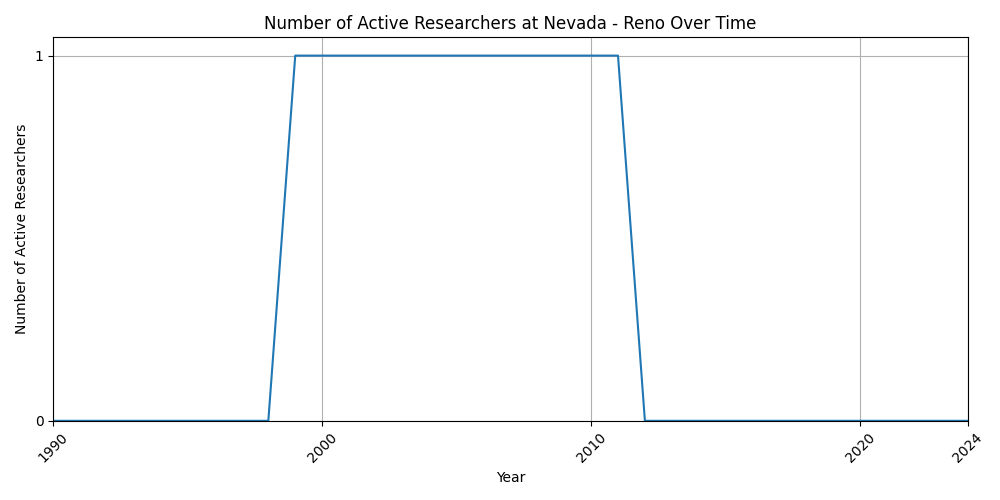 Number of Active Researchers at Nevada - Reno Over Time
Number of Active Researchers
1
0
1990
2000
2010
2020
2024
Year